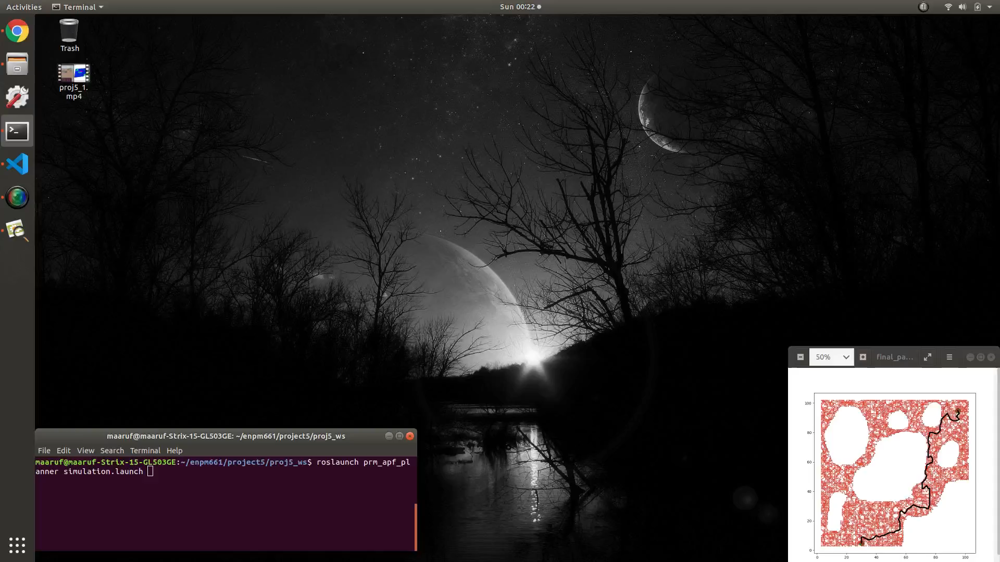 Activities Terminal Sun 00:22
Trash
proj5_1.
mp4
50% final_pa...
100
80
60
40
20
0
0 20 40 60 80 100
maaruf@maaruf-Strix-15-GL503GE: ~/enpm661/project5/proj5_ws
File Edit View Search Terminal Help
maaruf@maaruf-Strix-15-GL503GE:~/enpm661/project5/proj5_ws$ roslaunch prm_apf_pl
anner simulation.launch